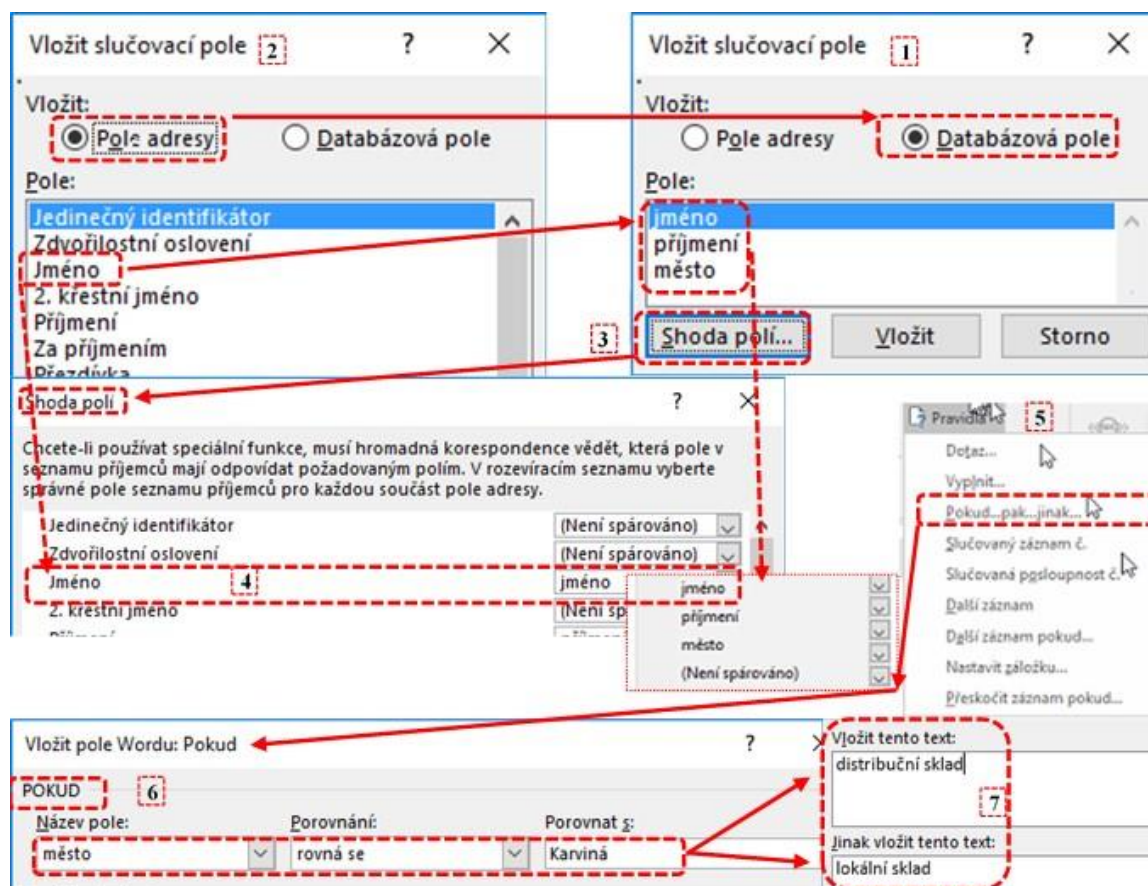 Vložit slučovací pole 2 ? ×
Vložit:
Pole adresy Databázová pole
Pole:
Jedinečný identifikátor
Zdvořilostní oslovení
Jméno
2. křestní jméno
Příjmení
Za příjmením
Přezdívka
Vložit slučovací pole 1 ? ×
Vložit:
Pole adresy Databázová pole
Pole:
jméno
příjmení
město
3 Shoda polí... Vložit Storno
Shoda polí ? ×
Chcete-li používat speciální funkce, musí hromadná korespondence vědět, která pole v
seznamu příjemců mají odpovídat požadovaným polím. V rozevíracím seznamu vyberte
správné pole seznamu příjemců pro každou součást pole adresy.
Jedinečný identifikátor (Není spárováno)
Zdvořilostní oslovení (Není spárováno)
Jméno 4 jméno
2. křestní jméno (Není sp
jméno
příjmení
město
(Není spárováno)
Pravidla 5
Dotaz...
Vyplnit...
Pokud...pak...jinak...
Slučovaný záznam č.
Slučovaná posloupnost č.
Další záznam
Další záznam pokud...
Nastavit záložku...
Přeskočit záznam pokud...
Vložit pole Wordu: Pokud ? ×
POKUD 6
Název pole: Porovnání: Porovnat s:
město rovná se Karviná
Vložit tento text:
distribuční sklad
7
Jinak vložit tento text:
lokální sklad